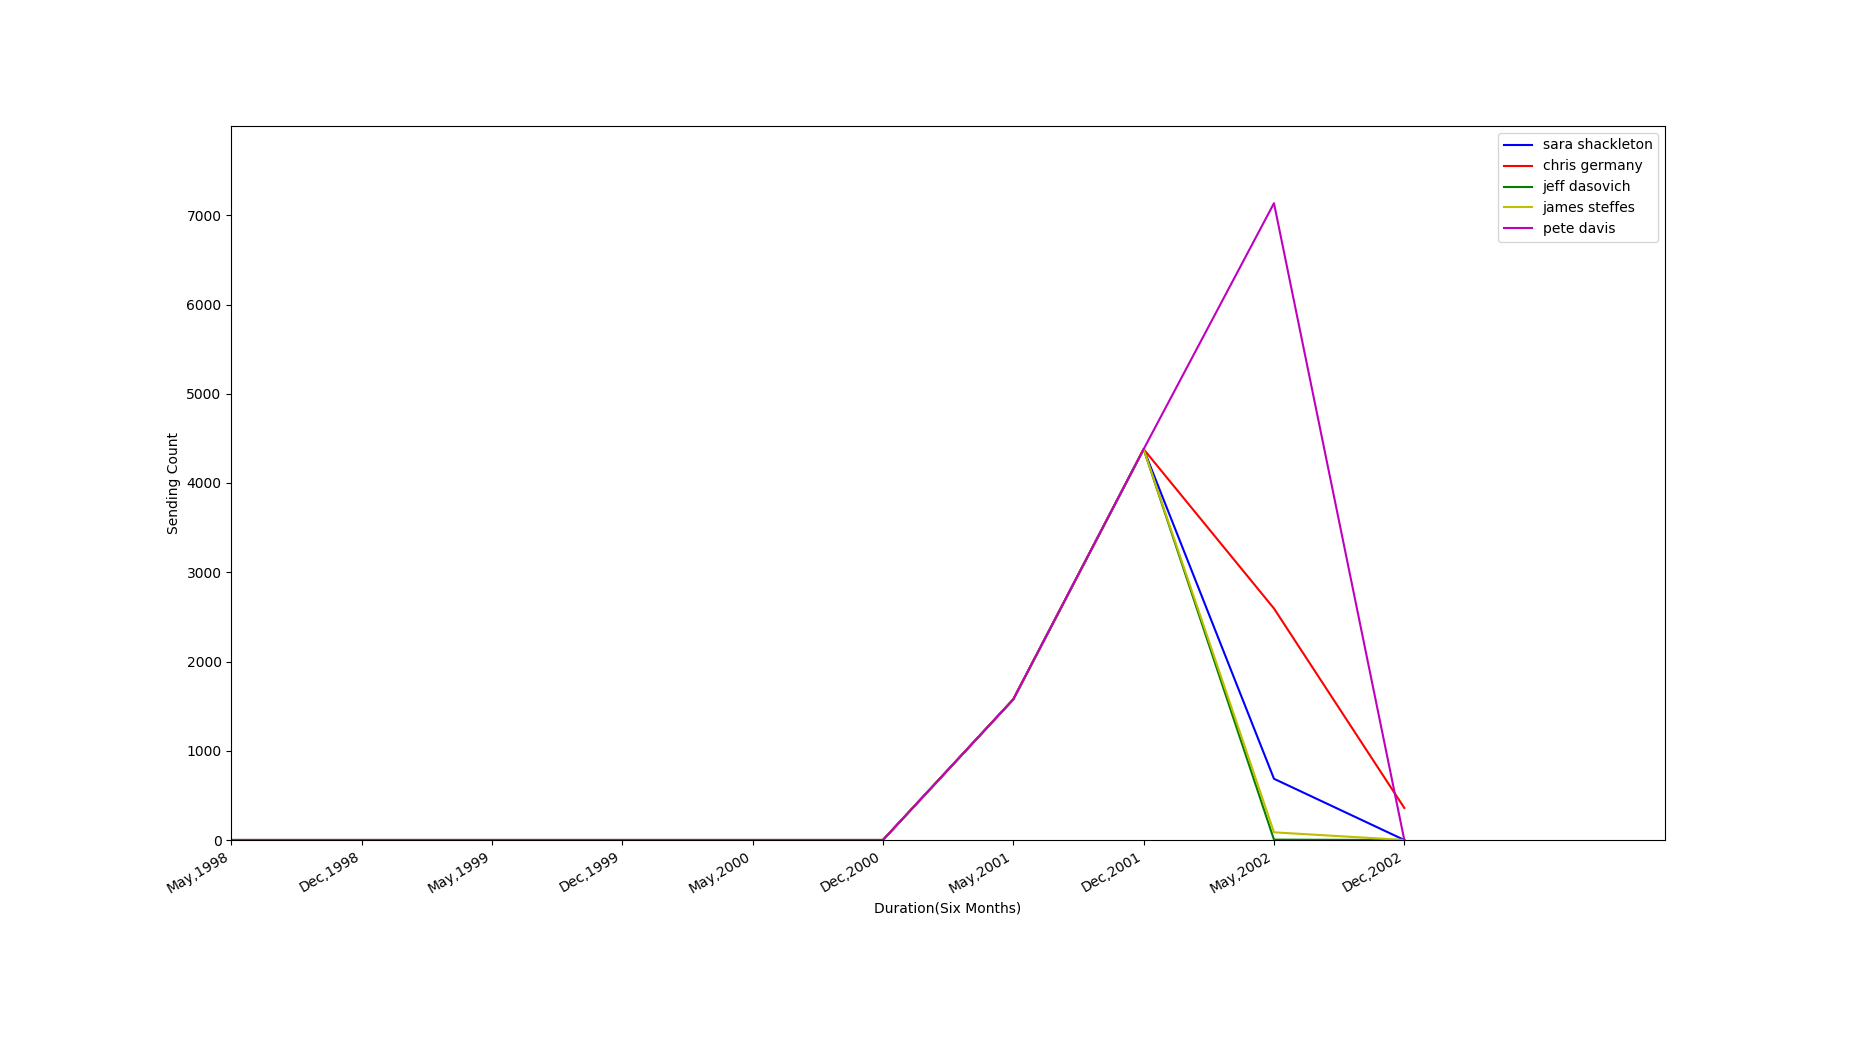 sara shackleton
chris germany
jeff dasovich
james steffes
pete davis
7000
6000
5000
4000
3000
2000
1000
0
Sending Count
May,1998
Dec,1998
May,1999
Dec,1999
May,2000
Dec,2000
May,2001
Dec,2001
May,2002
Dec,2002
Duration(Six Months)